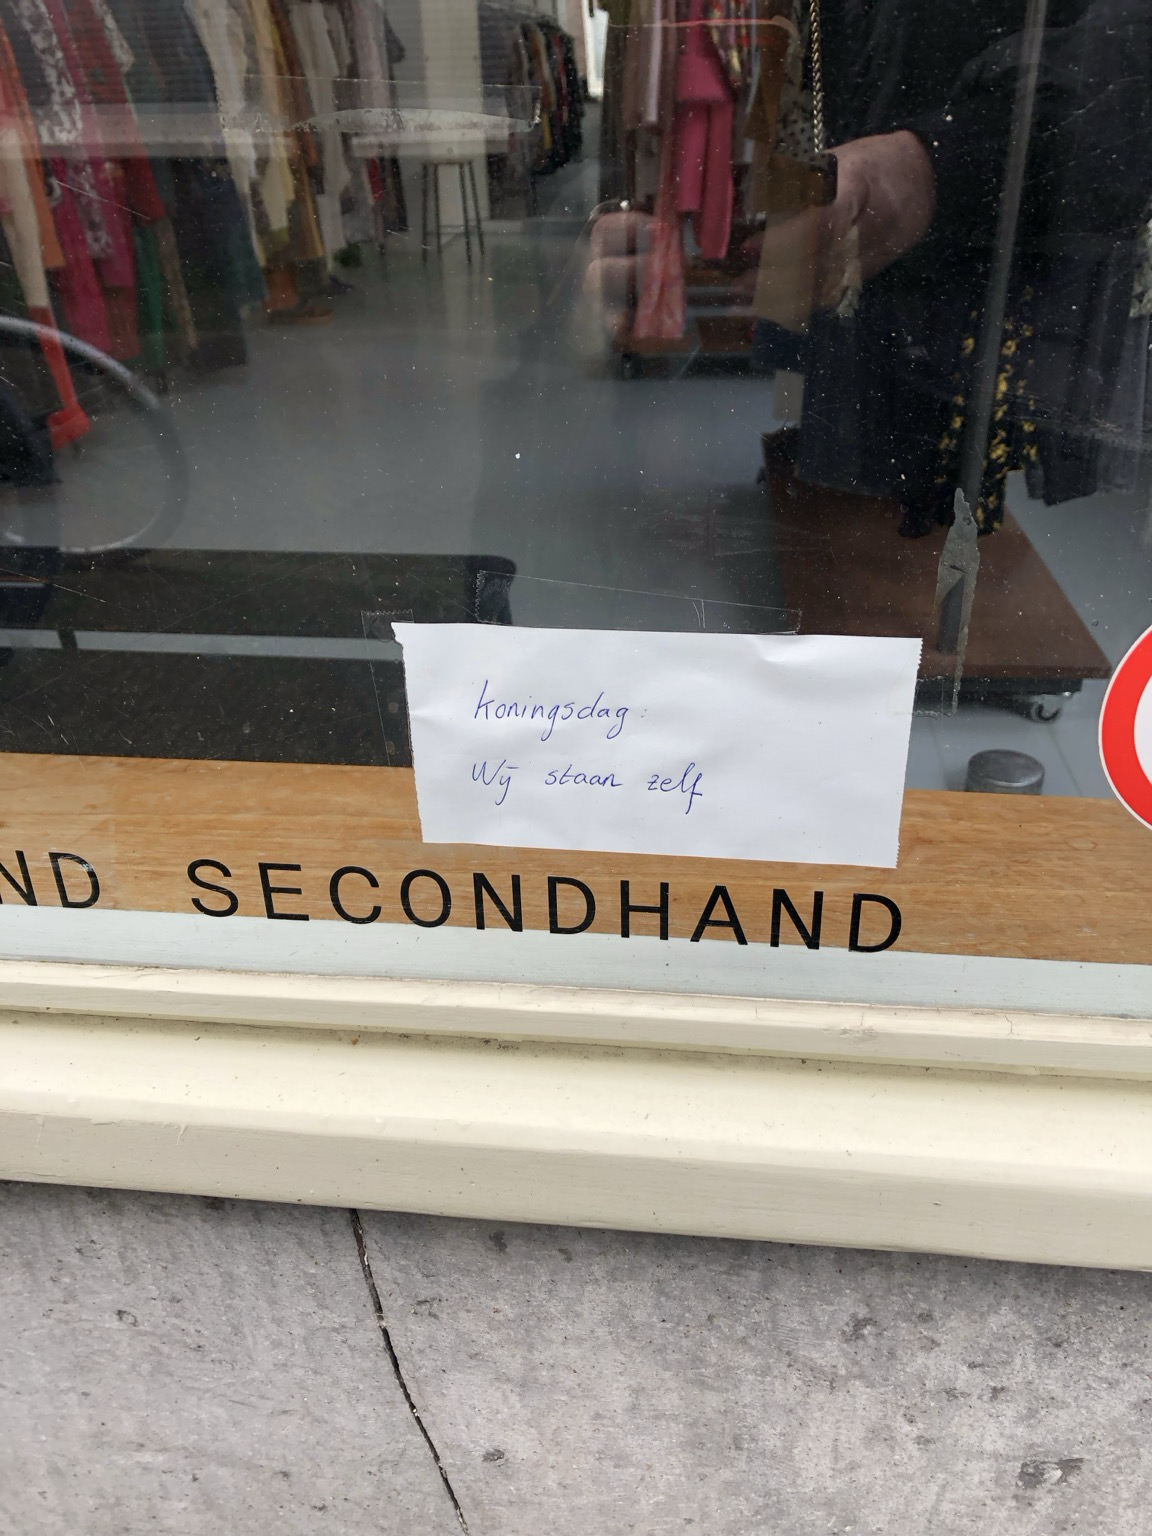 Koningsdag:
Wij staan zelf
ND SECONDHAND